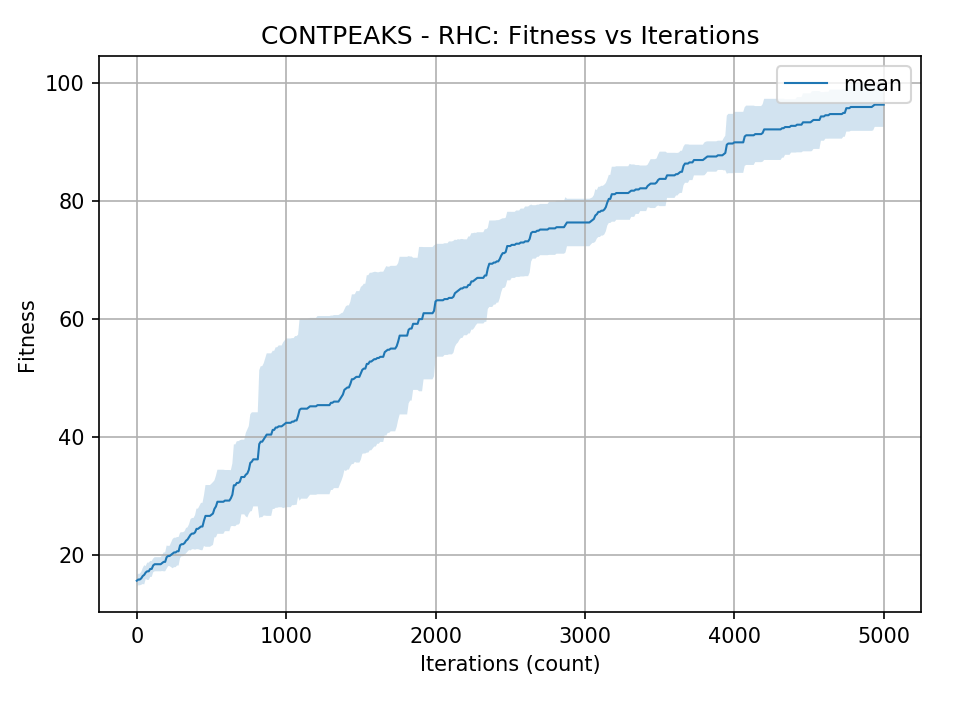 CONTPEAKS - RHC: Fitness vs Iterations
mean
Fitness
100
80
60
40
20
0 1000 2000 3000 4000 5000
Iterations (count)